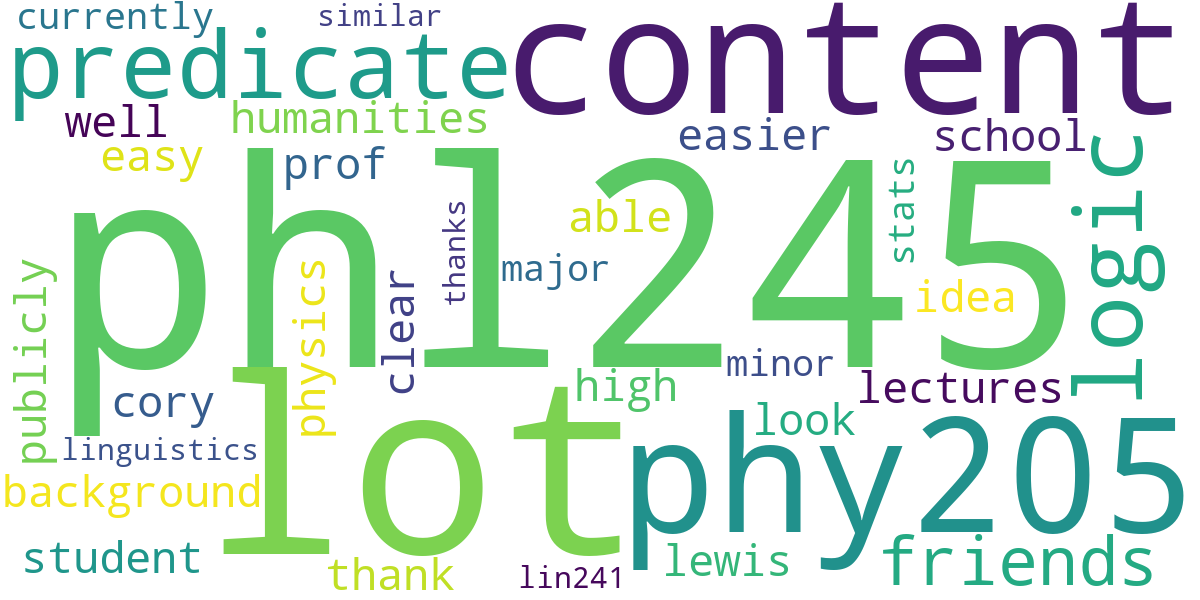 currently
similar
predicate
content
well
humanities
easier
school
easy
prof
phl245
logic
stats
able
thanks
major
publicly
physics
clear
idea
minor
cory
high
lectures
lot
look
phy205
linguistics
background
student
thank
lin241
lewis
friends